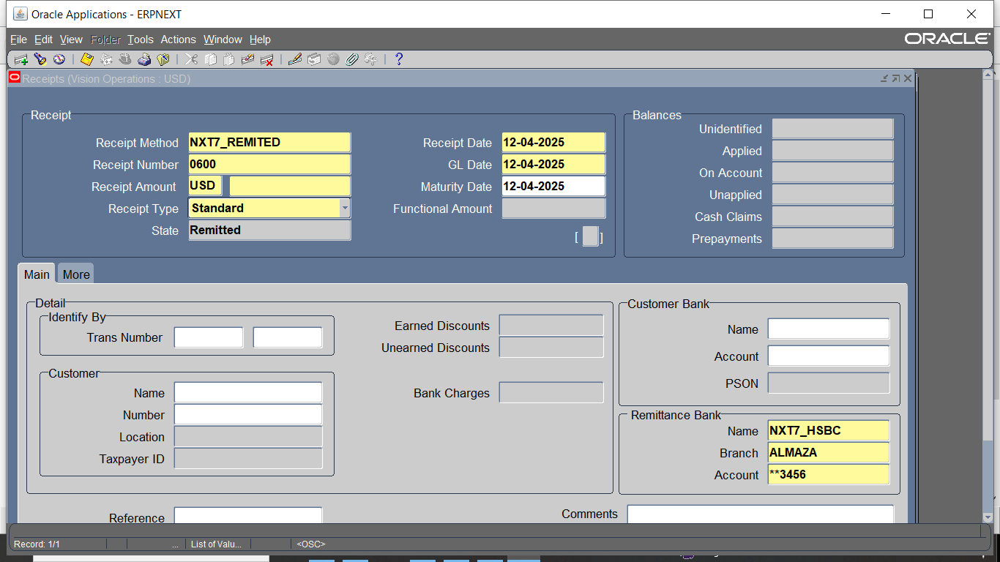 Oracle Applications - ERPNEXT
File Edit View Folder Tools Actions Window Help
ORACLE
Receipts (Vision Operations : USD)
Receipt
Receipt Method NXT7_REMITED
Receipt Number 0600
Receipt Amount USD
Receipt Type Standard
State Remitted
Receipt Date 12-04-2025
GL Date 12-04-2025
Maturity Date 12-04-2025
Functional Amount
[ ]
Balances
Unidentified
Applied
On Account
Unapplied
Cash Claims
Prepayments
Main More
Detail
Identify By
Trans Number
Customer
Name
Number
Location
Taxpayer ID
Earned Discounts
Unearned Discounts
Bank Charges
Customer Bank
Name
Account
PSON
Remittance Bank
Name NXT7_HSBC
Branch ALMAZA
Account **3456
Reference
Comments
Record: 1/1 ... List of Valu... <OSC>